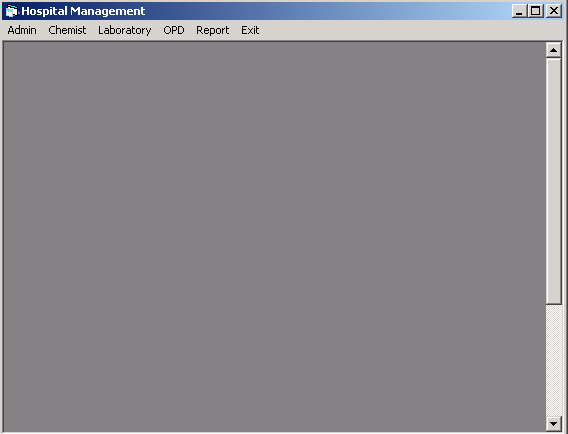 Hospital Management
Admin Chemist Laboratory OPD Report Exit